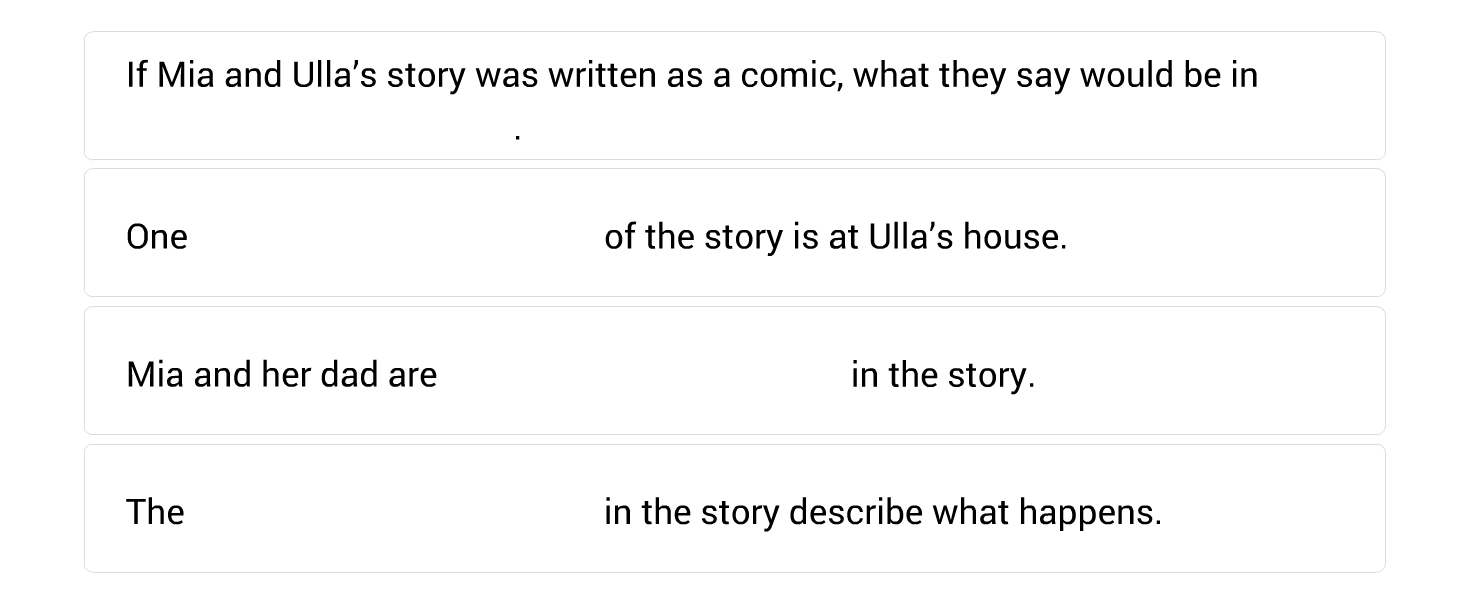 If Mia and Ulla’s story was written as a comic, what they say would be in
.
One of the story is at Ulla’s house.
Mia and her dad are in the story.
The in the story describe what happens.